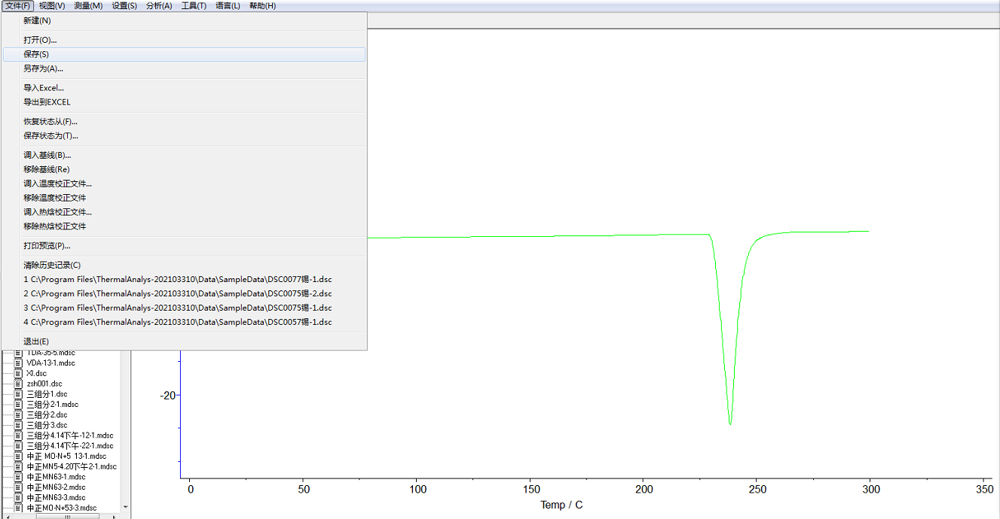 文件(F) 视图(V) 测量(M) 设置(S) 分析(A) 工具(T) 语言(L) 帮助(H)
新建(N)
打开(O)...
保存(S)
另存为(A)...
导入Excel...
导出到EXCEL
恢复状态从(F)...
保存状态为(T)...
调入基线(B)...
移除基线(Re)
调入温度校正文件...
移除温度校正文件
调入热焓校正文件...
移除热焓校正文件
打印预览(P)...
清除历史记录(C)
1 C:\Program Files\ThermalAnalys-202103310\Data\SampleData\DSC0077锡-1.dsc
2 C:\Program Files\ThermalAnalys-202103310\Data\SampleData\DSC0075锡-2.dsc
3 C:\Program Files\ThermalAnalys-202103310\Data\SampleData\DSC0075锡-1.dsc
4 C:\Program Files\ThermalAnalys-202103310\Data\SampleData\DSC0057锡-1.dsc
退出(E)
TDA-35-5.mdsc
VDA-13-1.mdsc
XI.dsc
zsh001.dsc
三组分1.dsc
三组分2-1.mdsc
三组分2.dsc
三组分3.dsc
三组分4.14下午-12-1.mdsc
三组分4.14下午-22-1.mdsc
中正 MO-N+5 13-1.mdsc
中正MN5-4.20下午2-1.mdsc
中正MN63-1.mdsc
中正MN63-2.mdsc
中正MN63-3.mdsc
中正MO-N+53-3.mdsc
-20
0 50 100 150 200 250 300 350
Temp / C